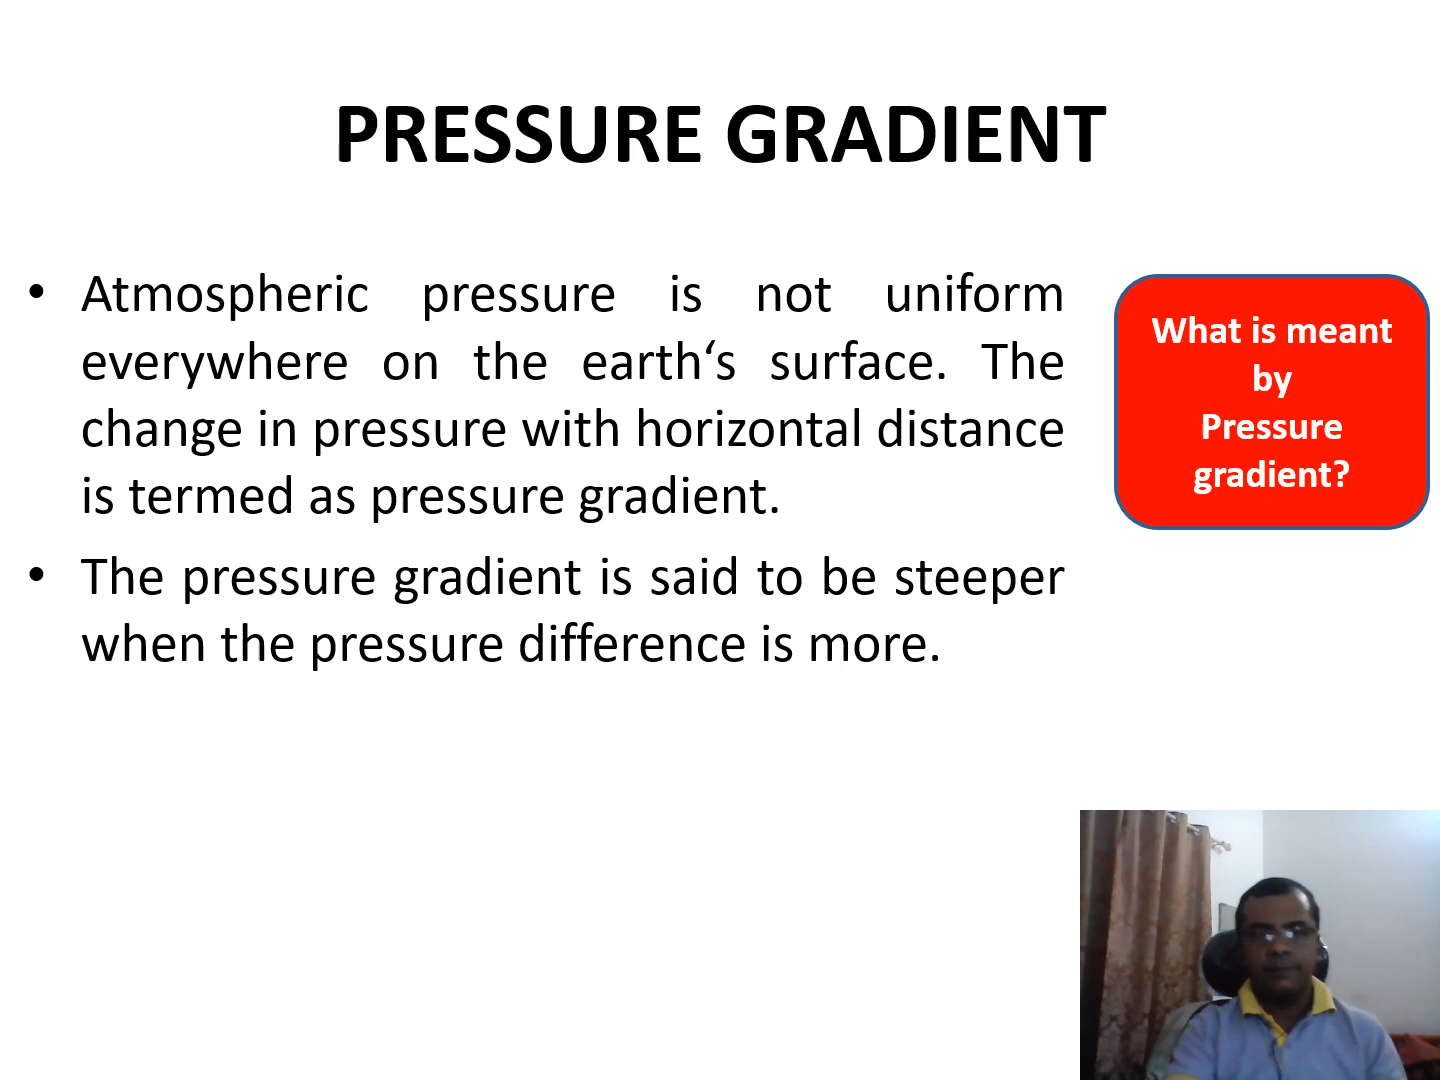 PRESSURE GRADIENT
• Atmospheric pressure is not uniform
everywhere on the earth‘s surface. The
change in pressure with horizontal distance
is termed as pressure gradient.
• The pressure gradient is said to be steeper
when the pressure difference is more.
What is meant
by
Pressure
gradient?